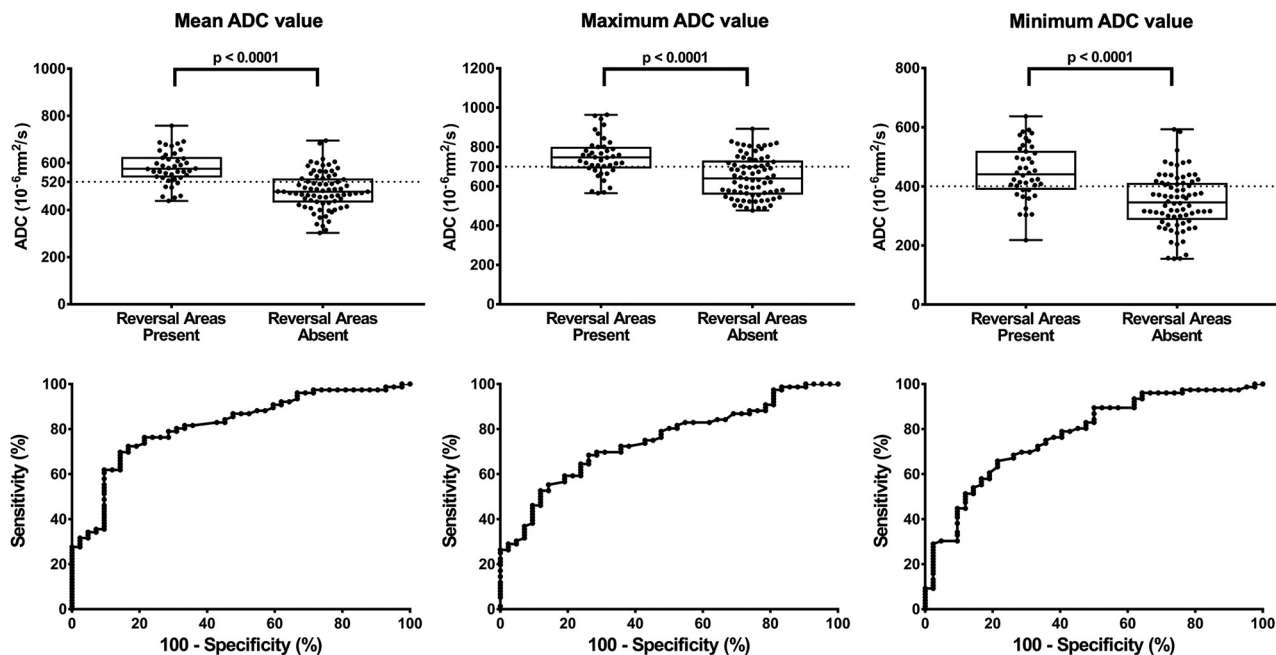 Mean ADC value
p < 0.0001
ADC (10⁻⁶mm²/s)
1000
800
600
520
400
200
0
Reversal Areas
Present
Reversal Areas
Absent
Maximum ADC value
p < 0.0001
ADC (10⁻⁶mm²/s)
1200
1000
800
700
600
400
200
0
Reversal Areas
Present
Reversal Areas
Absent
Minimum ADC value
p < 0.0001
ADC (10⁻⁶mm²/s)
800
600
400
200
0
Reversal Areas
Present
Reversal Areas
Absent
Sensitivity (%)
100
80
60
40
20
0
0 20 40 60 80 100
100 - Specificity (%)
Sensitivity (%)
100
80
60
40
20
0
0 20 40 60 80 100
100 - Specificity (%)
Sensitivity (%)
100
80
60
40
20
0
0 20 40 60 80 100
100 - Specificity (%)